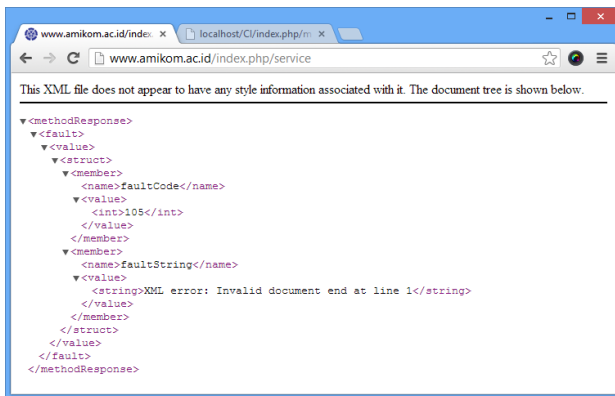 www.amikom.ac.id/index. ×
localhost/CI/index.php/m ×
www.amikom.ac.id/index.php/service
This XML file does not appear to have any style information associated with it. The document tree is shown below.
▼<methodResponse>
▼<fault>
▼<value>
▼<struct>
▼<member>
<name>faultCode</name>
▼<value>
<int>105</int>
</value>
</member>
▼<member>
<name>faultString</name>
▼<value>
<string>XML error: Invalid document end at line 1</string>
</value>
</member>
</struct>
</value>
</fault>
</methodResponse>